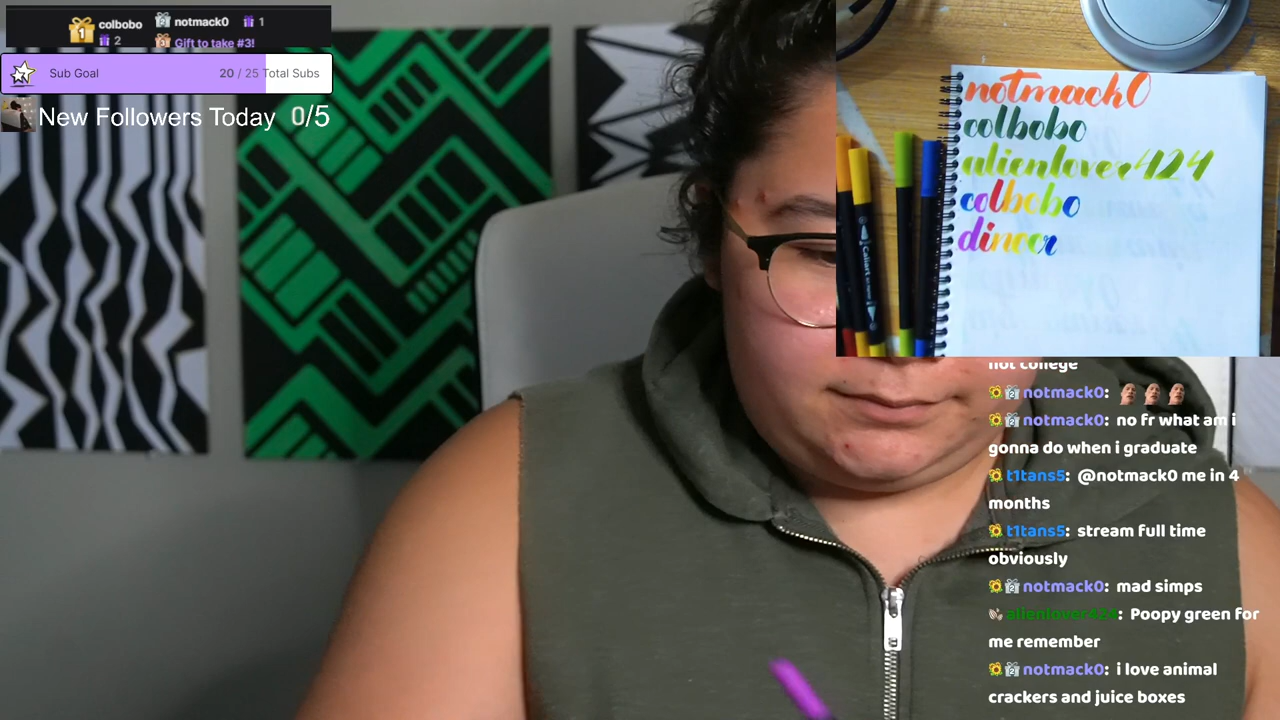 colbobo
2
notmack0 1
Gift to take #3!
Sub Goal 20 / 25 Total Subs
New Followers Today 0/5
notmack0
colbobo
alienlover424
colbobo
dincer
not college
notmack0:
notmack0: no fr what am i
gonna do when i graduate
t1tans5: @notmack0 me in 4
months
t1tans5: stream full time
obviously
notmack0: mad simps
alienlover424: Poopy green for
me remember
notmack0: i love animal
crackers and juice boxes